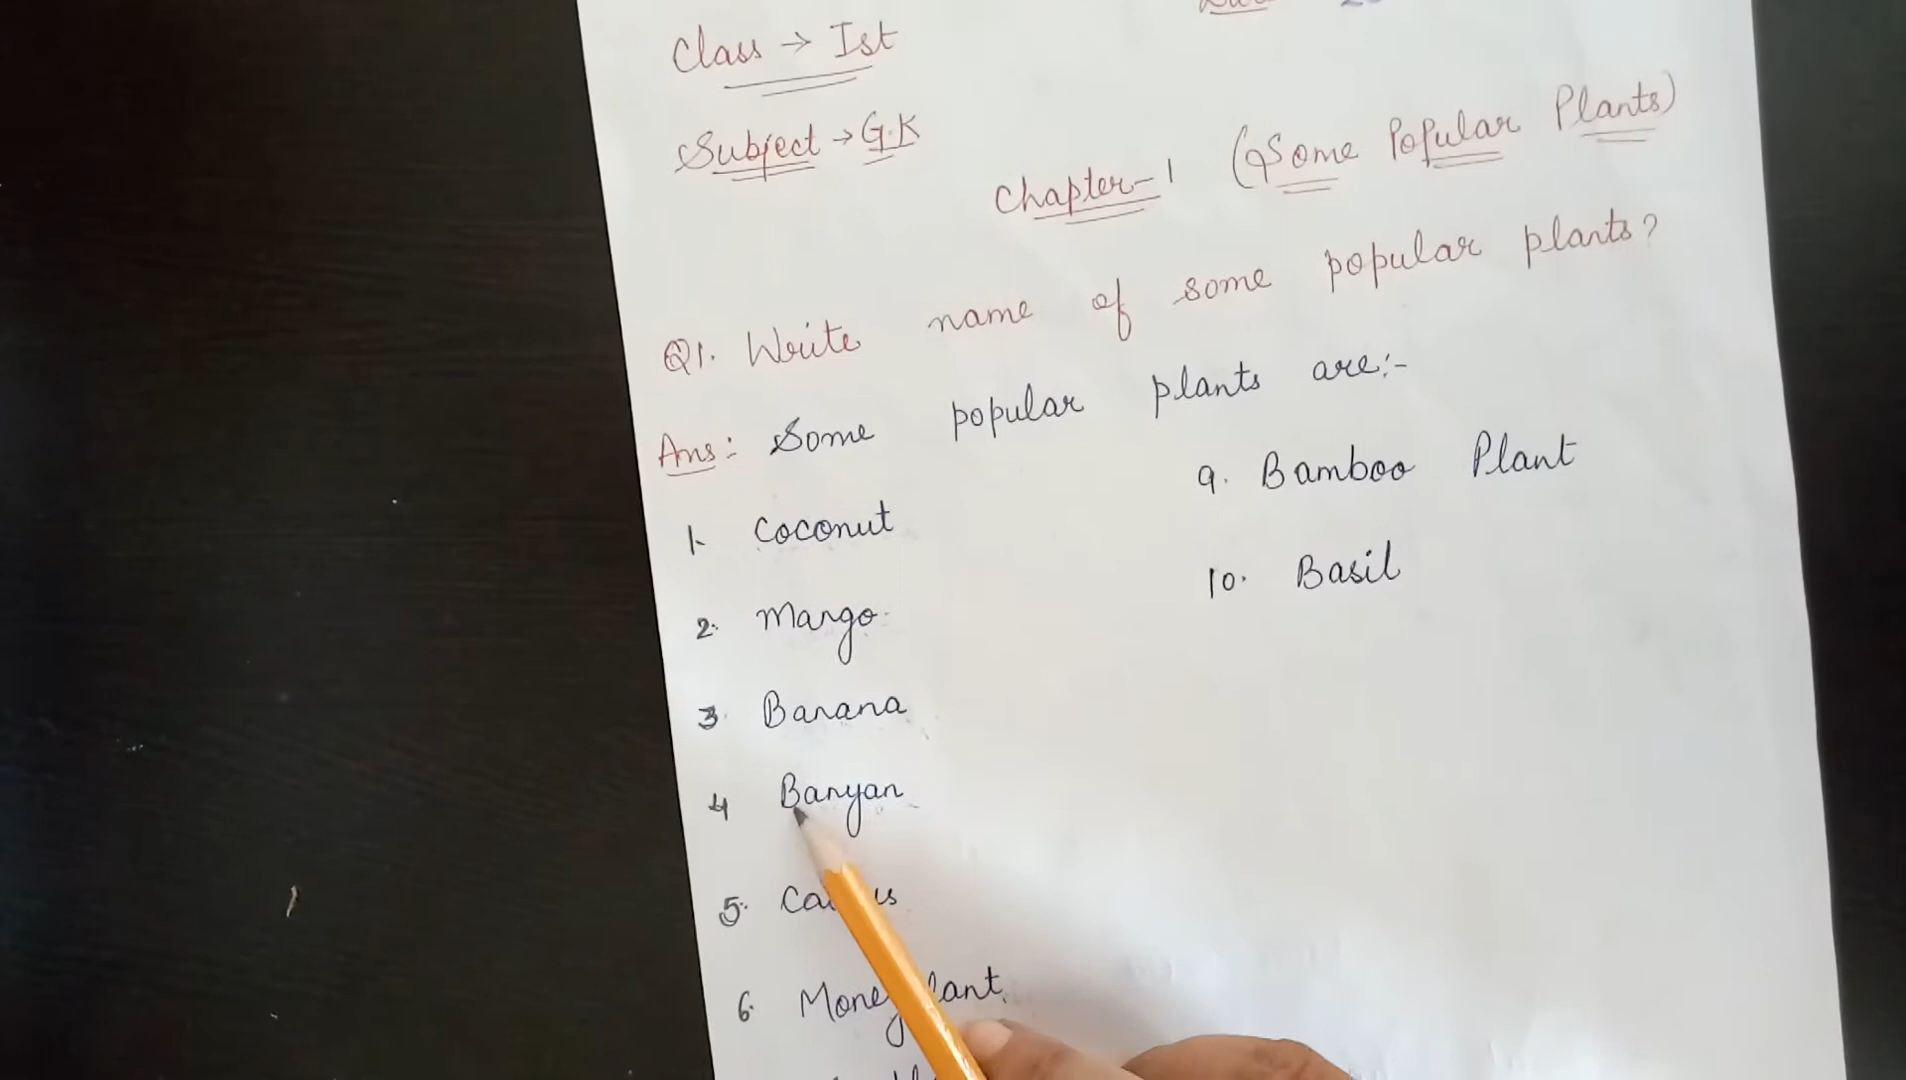 Class → Ist
Subject → G.K
Chapter-1 (Some Popular Plants)
Q1. Write name of some popular plants?
Ans: Some popular plants are:-
1. Coconut
2. Mango
3. Banana
4 Banyan
5.
6. Plant
9. Bamboo Plant
10. Basil